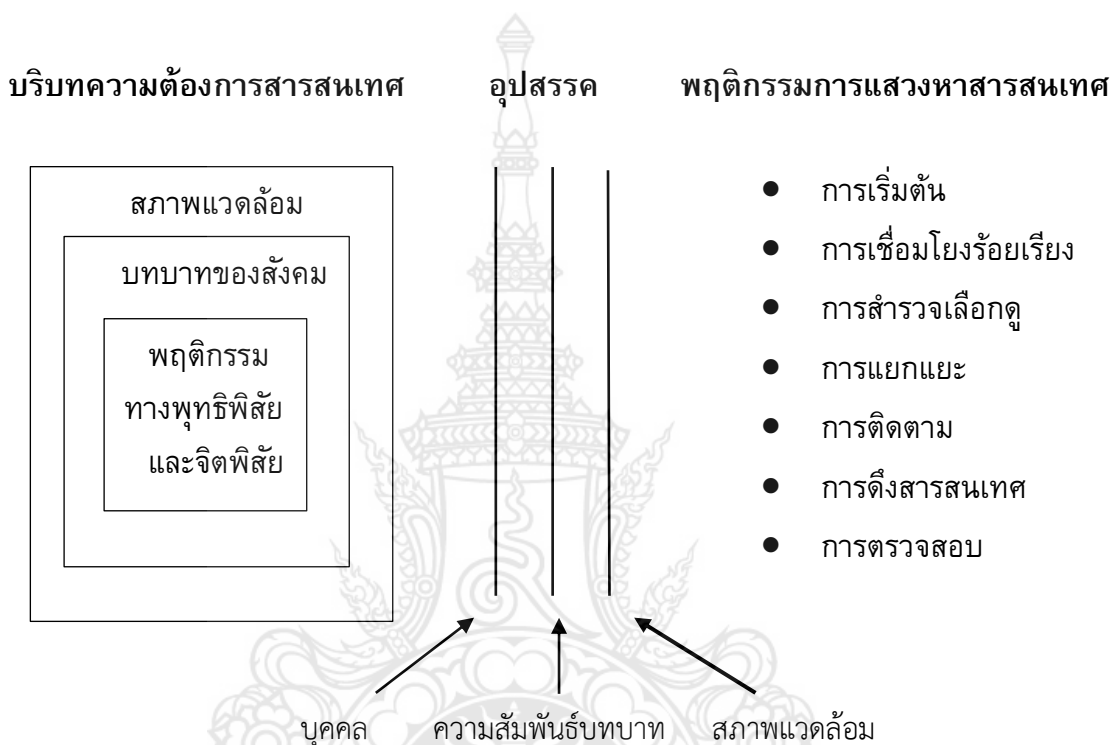 บริบทความต้องการสารสนเทศ อุปสรรค พฤติกรรมการแสวงหาสารสนเทศ
สภาพแวดล้อม
บทบาทของสังคม
พฤติกรรม
ทางพุทธิพิสัย
และจิตพิสัย
การเริ่มต้น
การเชื่อมโยงร้อยเรียง
การสำรวจเลือกดู
การแยกแยะ
การติดตาม
การดึงสารสนเทศ
การตรวจสอบ
บุคคล ความสัมพันธ์บทบาท สภาพแวดล้อม